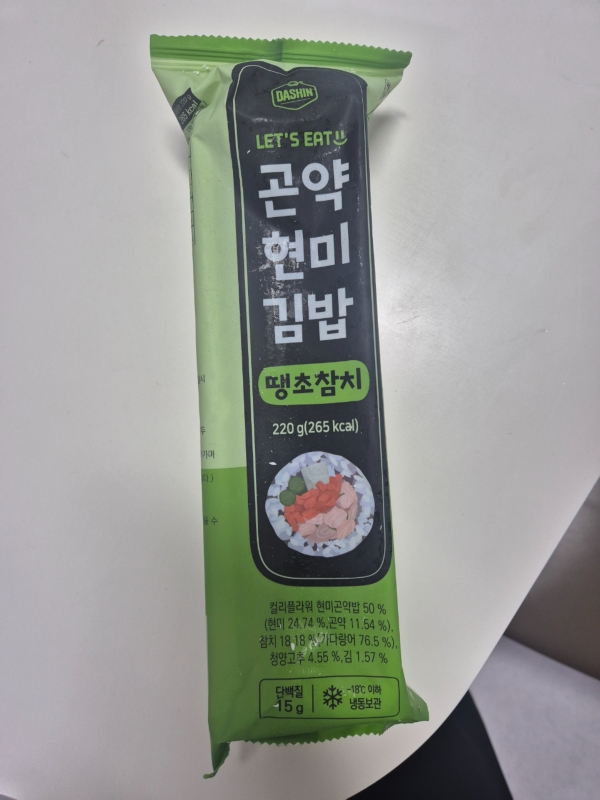 DASHIN
LET'S EAT
곤약
현미
김밥
땡초참치
220 g(265 kcal)
컬리플라워 현미곤약밥 50 %
(현미 24.74 %,곤약 11.54 %),
참치 18.18 %(가다랑어 76.5 %),
청양고추 4.55 %,김 1.57 %
단백질
15 g
-18℃ 이하
냉동보관
265 kcal